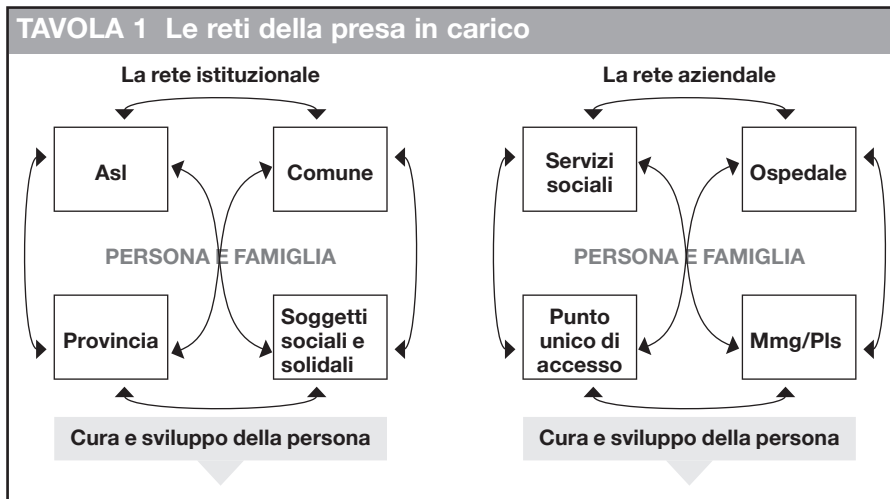 TAVOLA 1 Le reti della presa in carico
La rete istituzionale
Asl
Comune
PERSONA E FAMIGLIA
Provincia
Soggetti
sociali e
solidali
Cura e sviluppo della persona
La rete aziendale
Servizi
sociali
Ospedale
PERSONA E FAMIGLIA
Punto
unico di
accesso
Mmg/Pls
Cura e sviluppo della persona